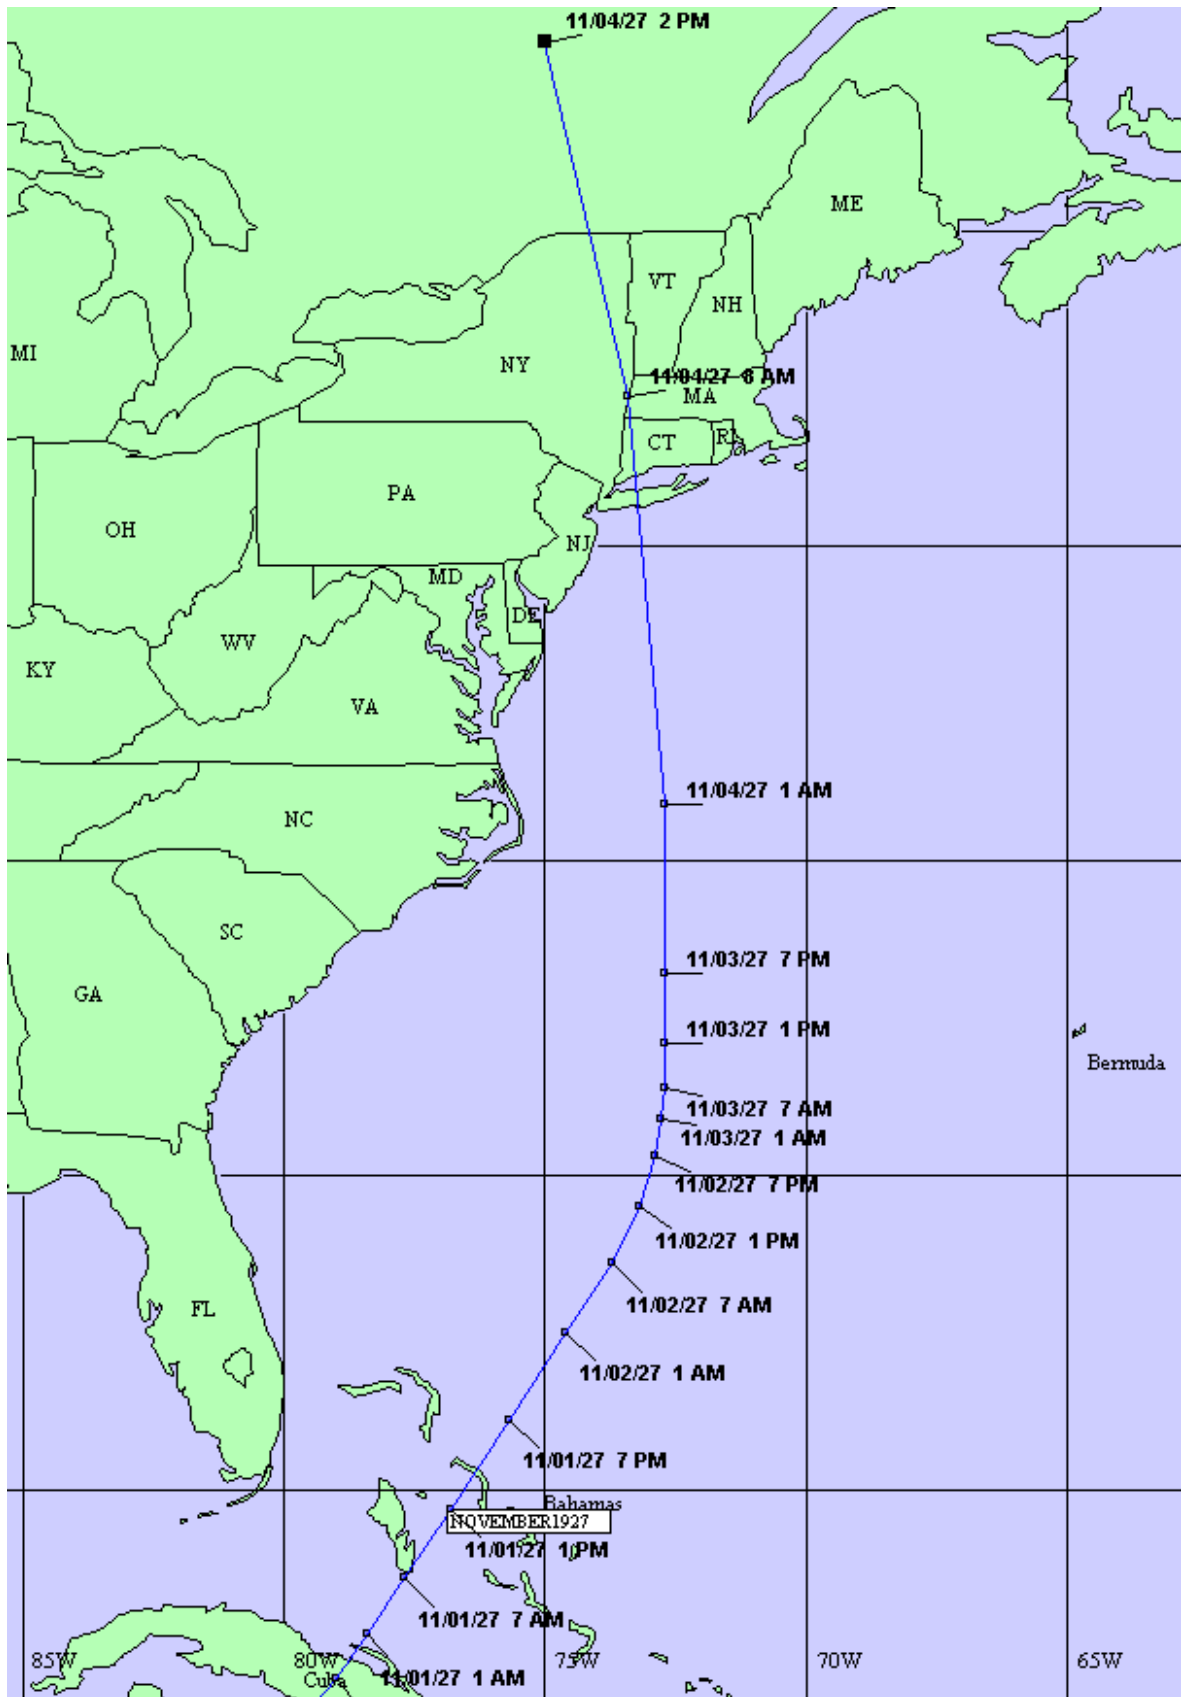 11/04/27 2 PM
ME
VT
NH
MI
NY
11/04/27 8 AM
MA
CT
RI
PA
OH
NJ
MD
DE
WV
KY
VA
11/04/27 1 AM
NC
SC
11/03/27 7 PM
GA
11/03/27 1 PM
Bermuda
11/03/27 7 AM
11/03/27 1 AM
11/02/27 7 PM
11/02/27 1 PM
11/02/27 7 AM
FL
11/02/27 1 AM
11/01/27 7 PM
Bahamas
NOVEMBER1927
11/01/27 1 PM
11/01/27 7 AM
85W 80W 75W 70W 65W
Cuba
11/01/27 1 AM